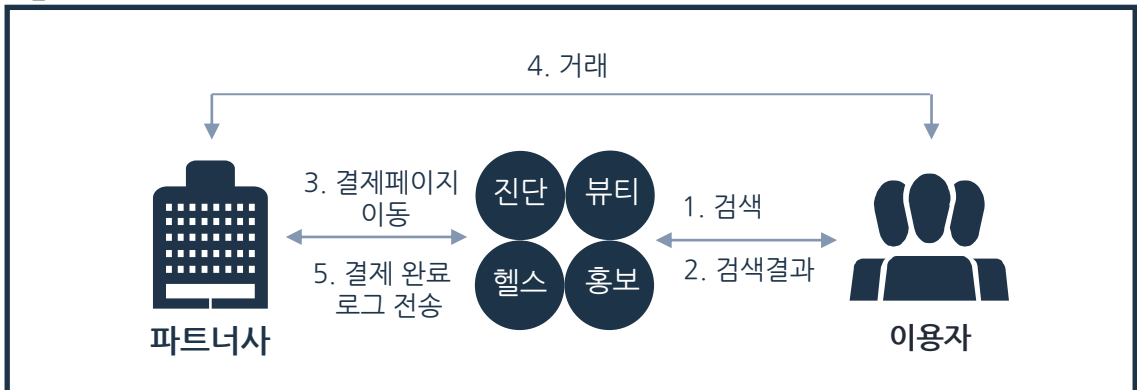 4. 거래
3. 결제페이지
이동
5. 결제 완료
로그 전송
진단
뷰티
헬스
홍보
1. 검색
2. 검색결과
파트너사
이용자